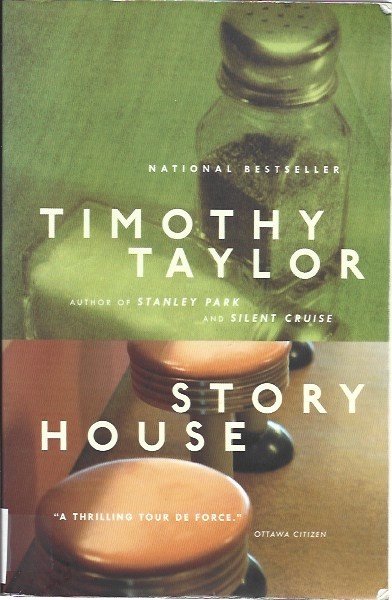 NATIONAL BESTSELLER
TIMOTHY
TAYLOR
AUTHOR OF STANLEY PARK
AND SILENT CRUISE
STORY
HOUSE
"A THRILLING TOUR DE FORCE."
OTTAWA CITIZEN